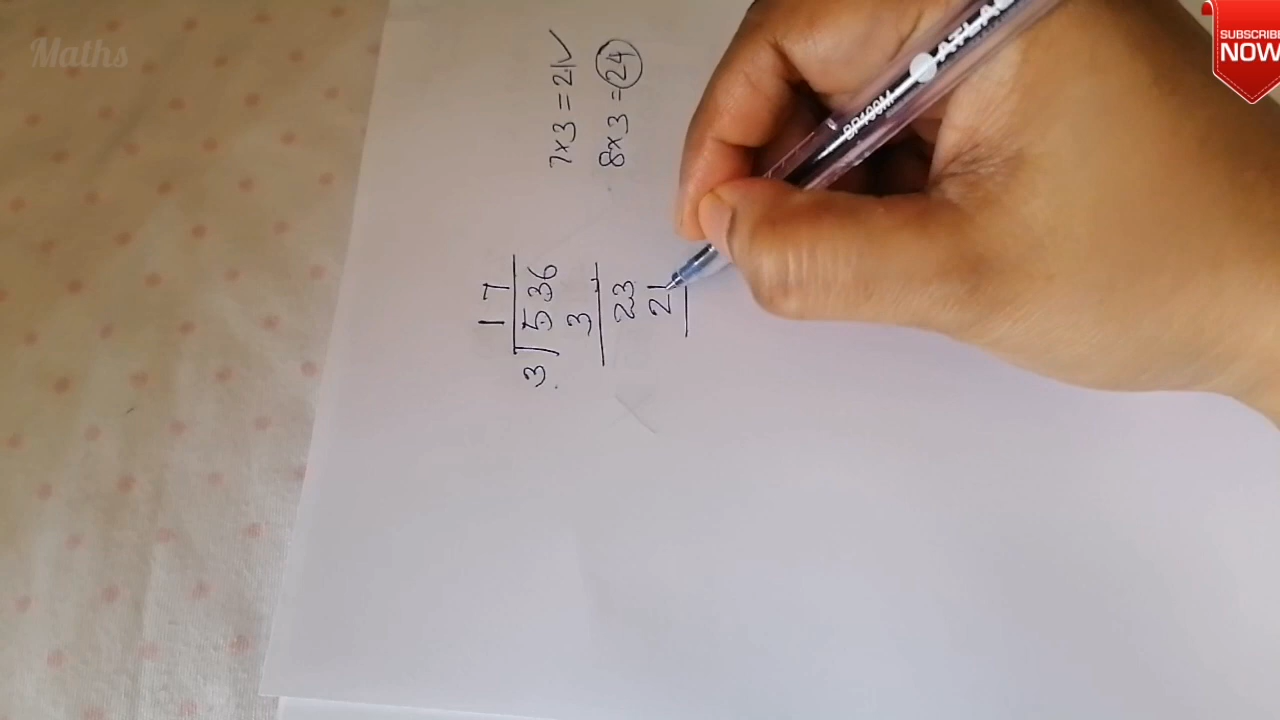 Maths
SUBSCRIBE
NOW
7x3 = 21✓
8x3 = 24
17
3) 536
3
23
21